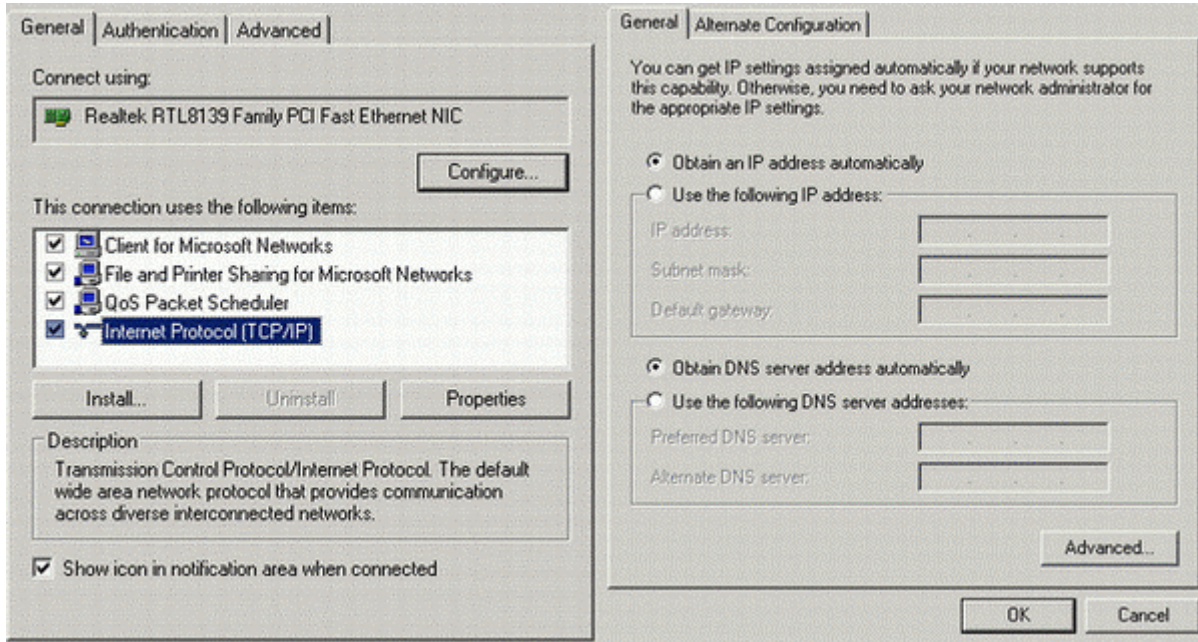 General
Authentication
Advanced
Connect using:
Realtek RTL8139 Family PCI Fast Ethernet NIC
Configure...
This connection uses the following items:
Client for Microsoft Networks
File and Printer Sharing for Microsoft Networks
QoS Packet Scheduler
Internet Protocol (TCP/IP)
Install...
Uninstall
Properties
Description
Transmission Control Protocol/Internet Protocol. The default
wide area network protocol that provides communication
across diverse interconnected networks.
Show icon in notification area when connected
General
Alternate Configuration
You can get IP settings assigned automatically if your network supports
this capability. Otherwise, you need to ask your network administrator for
the appropriate IP settings.
Obtain an IP address automatically
Use the following IP address:
IP address:
Subnet mask:
Default gateway:
Obtain DNS server address automatically
Use the following DNS server addresses:
Preferred DNS server:
Alternate DNS server:
Advanced...
OK
Cancel